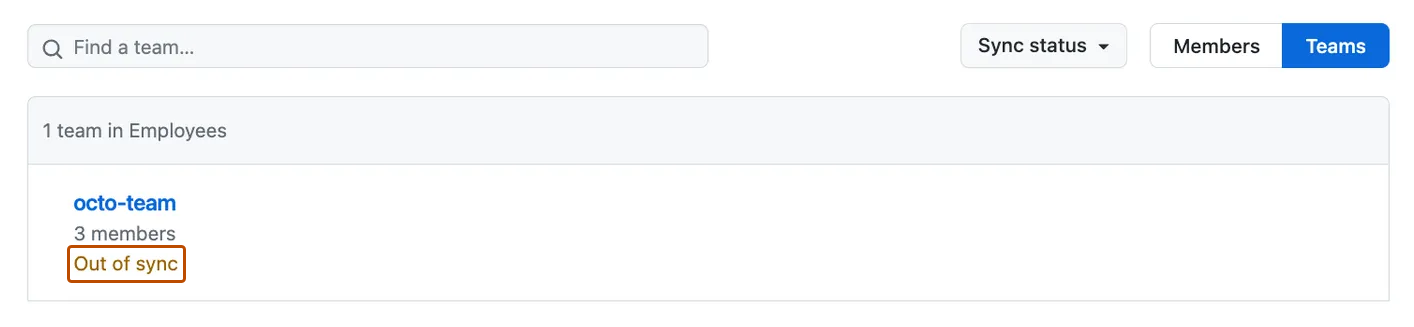 Find a team...
Sync status
Members
Teams
1 team in Employees
octo-team
3 members
Out of sync